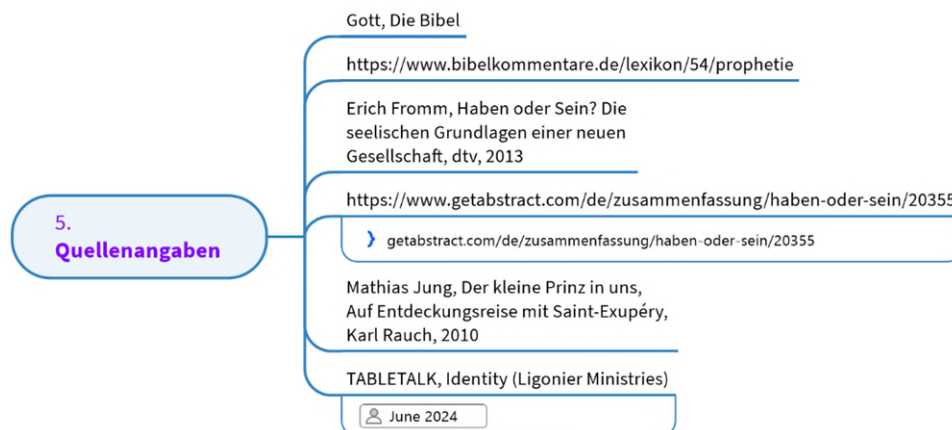 Gott, Die Bibel
https://www.bibelkommentare.de/lexikon/54/prophetie
Erich Fromm, Haben oder Sein? Die
seelischen Grundlagen einer neuen
Gesellschaft, dtv, 2013
https://www.getabstract.com/de/zusammenfassung/haben-oder-sein/20355
getabstract.com/de/zusammenfassung/haben-oder-sein/20355
5.
Quellenangaben
Mathias Jung, Der kleine Prinz in uns,
Auf Entdeckungsreise mit Saint-Exupéry,
Karl Rauch, 2010
TABLETALK, Identity (Ligonier Ministries)
June 2024